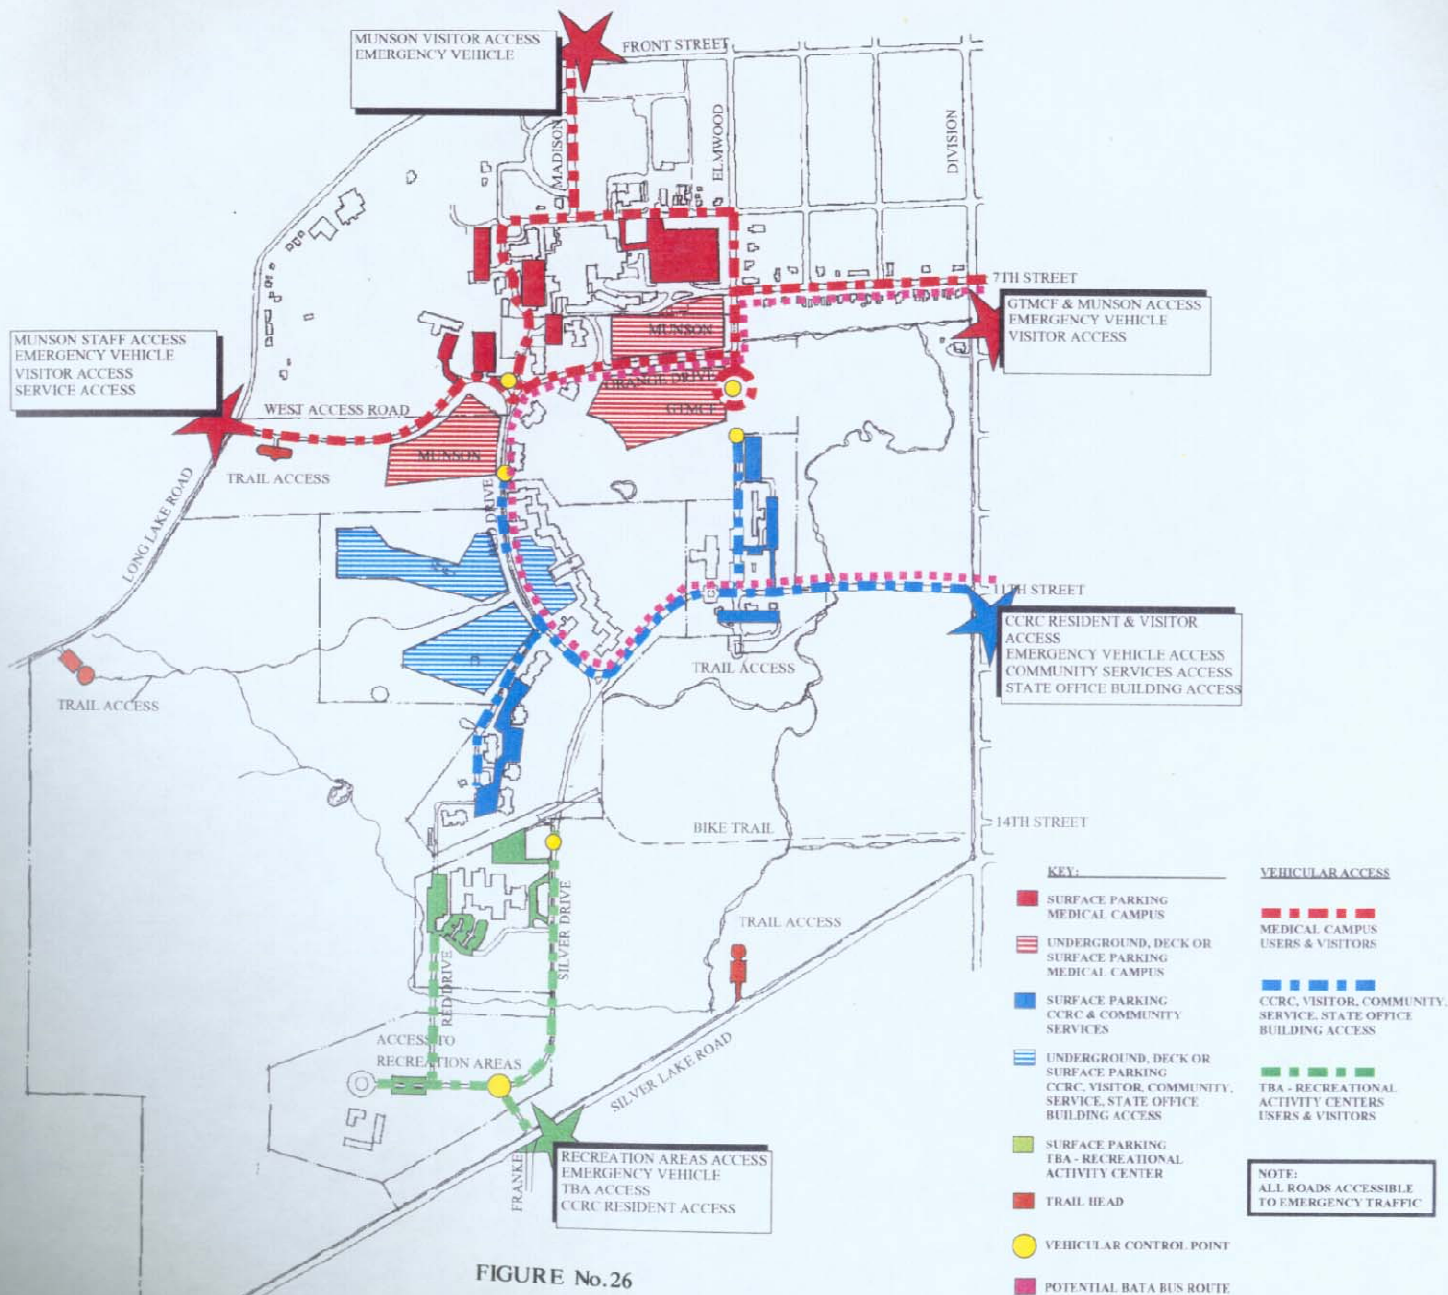 MUNSON VISITOR ACCESS
EMERGENCY VEHICLE
FRONT STREET
MADISON
ELMWOOD
DIVISION
7TH STREET
GTMCF & MUNSON ACCESS
EMERGENCY VEHICLE
VISITOR ACCESS
MUNSON
MUNSON STAFF ACCESS
EMERGENCY VEHICLE
VISITOR ACCESS
SERVICE ACCESS
ORANGE DRIVE
GTMCF
WEST ACCESS ROAD
MUNSON
TRAIL ACCESS
LONG LAKE ROAD
RED DRIVE
11TH STREET
CCRC RESIDENT & VISITOR
ACCESS
EMERGENCY VEHICLE ACCESS
COMMUNITY SERVICES ACCESS
STATE OFFICE BUILDING ACCESS
TRAIL ACCESS
TRAIL ACCESS
BIKE TRAIL
14TH STREET
TRAIL ACCESS
SILVER DRIVE
RED DRIVE
ACCESS TO
RECREATION AREAS
SILVER LAKE ROAD
RECREATION AREAS ACCESS
EMERGENCY VEHICLE
TBA ACCESS
CCRC RESIDENT ACCESS
FRANKE
KEY:
SURFACE PARKING
MEDICAL CAMPUS
UNDERGROUND, DECK OR
SURFACE PARKING
MEDICAL CAMPUS
SURFACE PARKING
CCRC & COMMUNITY
SERVICES
UNDERGROUND, DECK OR
SURFACE PARKING
CCRC, VISITOR, COMMUNITY,
SERVICE, STATE OFFICE
BUILDING ACCESS
SURFACE PARKING
TBA - RECREATIONAL
ACTIVITY CENTER
TRAIL HEAD
VEHICULAR CONTROL POINT
POTENTIAL BATA BUS ROUTE
VEHICULAR ACCESS
MEDICAL CAMPUS
USERS & VISITORS
CCRC, VISITOR, COMMUNITY,
SERVICE, STATE OFFICE
BUILDING ACCESS
TBA - RECREATIONAL
ACTIVITY CENTERS
USERS & VISITORS
NOTE:
ALL ROADS ACCESSIBLE
TO EMERGENCY TRAFFIC
FIGURE No.26